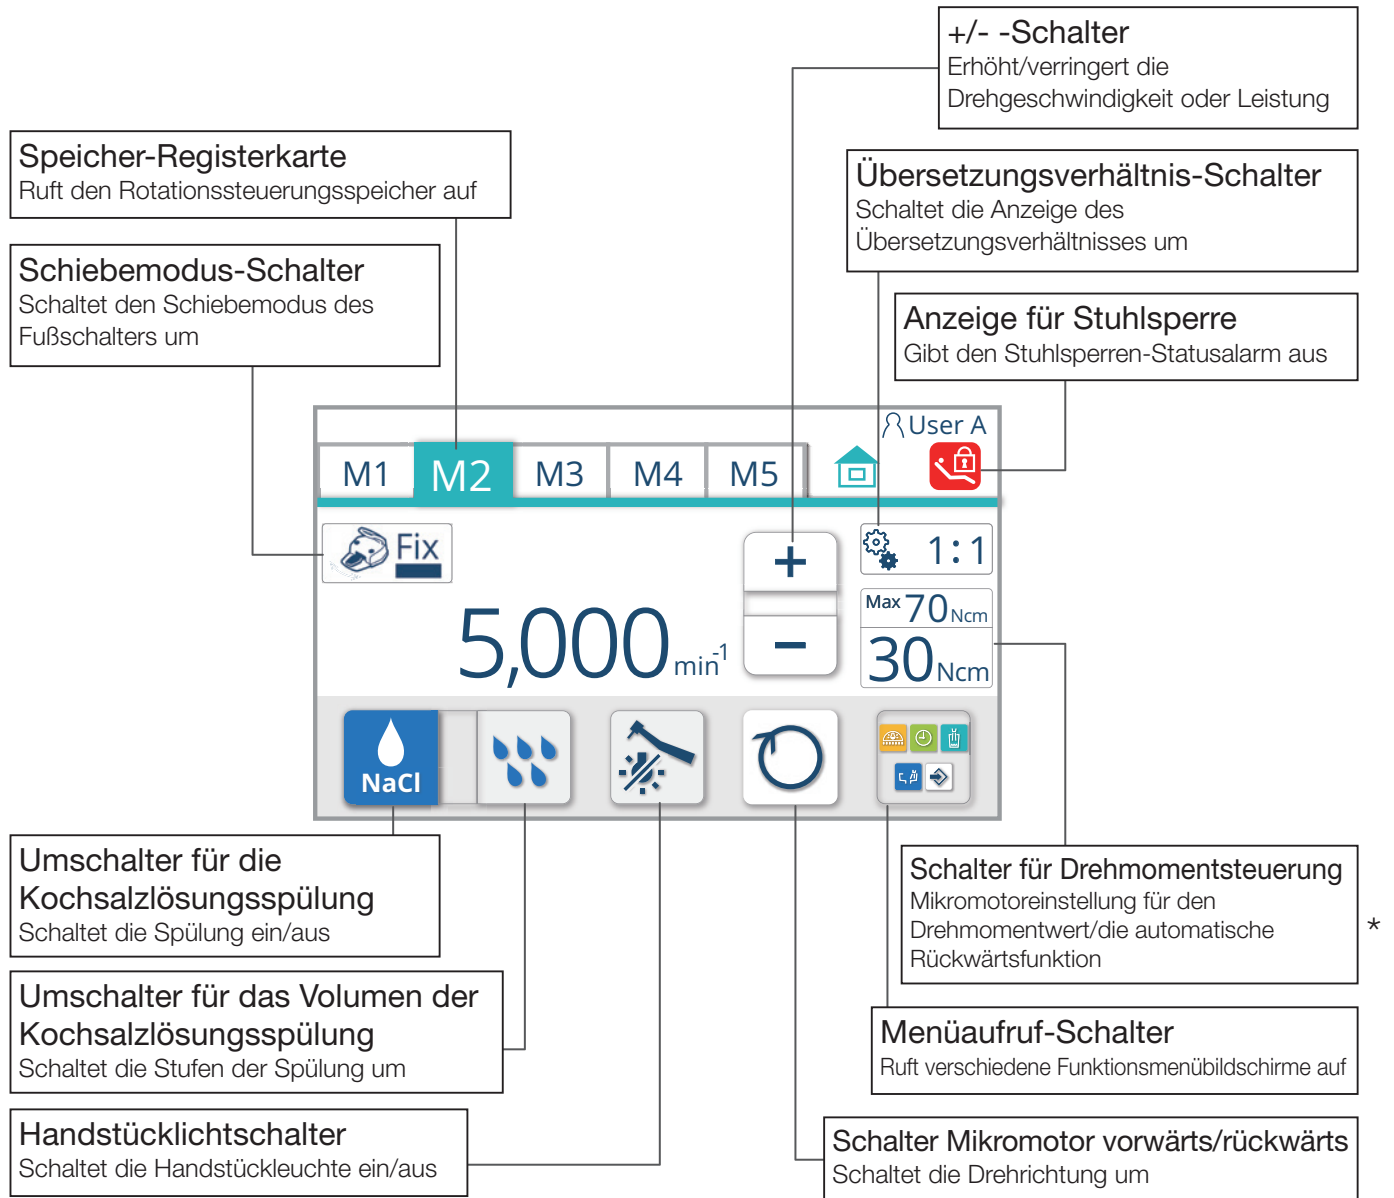 +/- -Schalter
Erhöht/verringert die
Drehgeschwindigkeit oder Leistung
Speicher-Registerkarte
Ruft den Rotationssteuerungsspeicher auf
Übersetzungsverhältnis-Schalter
Schaltet die Anzeige des
Übersetzungsverhältnisses um
Schiebemodus-Schalter
Schaltet den Schiebemodus des
Fußschalters um
Anzeige für Stuhlsperre
Gibt den Stuhlsperren-Statusalarm aus
User A
M1 M2 M3 M4 M5
Fix
+
1:1
Max 70 Ncm
5,000 min-1
−
30 Ncm
NaCl
Umschalter für die
Kochsalzlösungsspülung
Schaltet die Spülung ein/aus
Schalter für Drehmomentsteuerung
Mikromotoreinstellung für den
Drehmomentwert/die automatische
Rückwärtsfunktion
*
Umschalter für das Volumen der
Kochsalzlösungsspülung
Schaltet die Stufen der Spülung um
Menüaufruf-Schalter
Ruft verschiedene Funktionsmenübildschirme auf
Handstücklichtschalter
Schaltet die Handstückleuchte ein/aus
Schalter Mikromotor vorwärts/rückwärts
Schaltet die Drehrichtung um